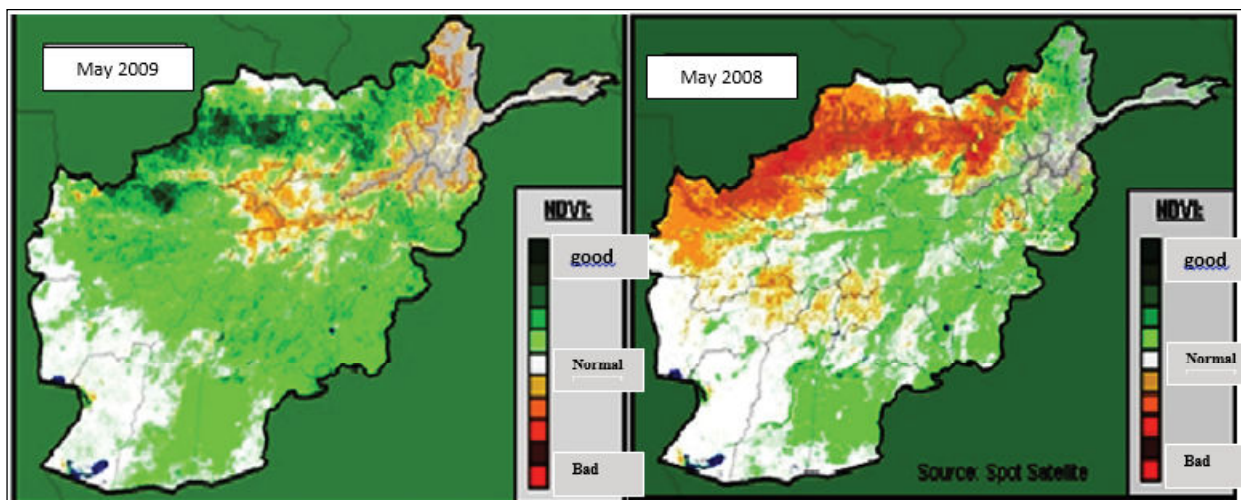 May 2009
NDVI:
good
Normal
Bad
May 2008
NDVI:
good
Normal
Bad
Source: Spot Satellite